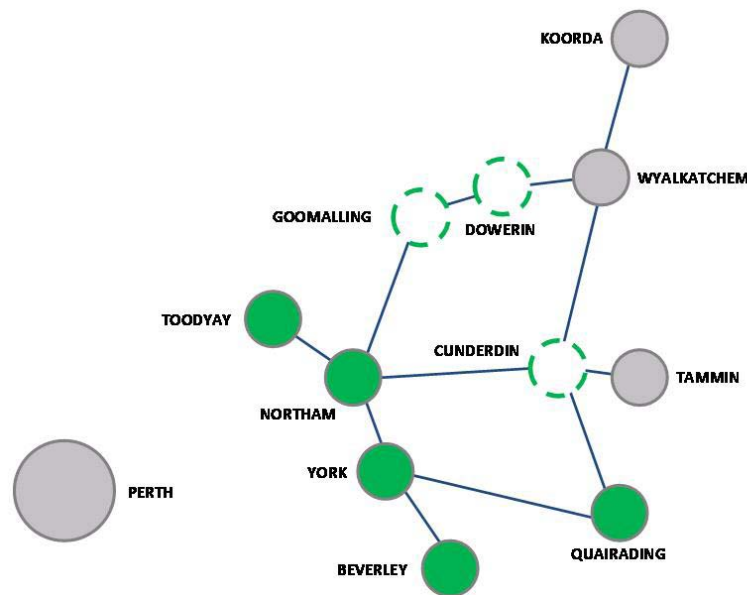 KOORDA
WYALKATCHEM
GOOMALLING
DOWERIN
TOODYAY
CUNDERDIN
TAMMIN
NORTHAM
YORK
PERTH
QUAIRADING
BEVERLEY